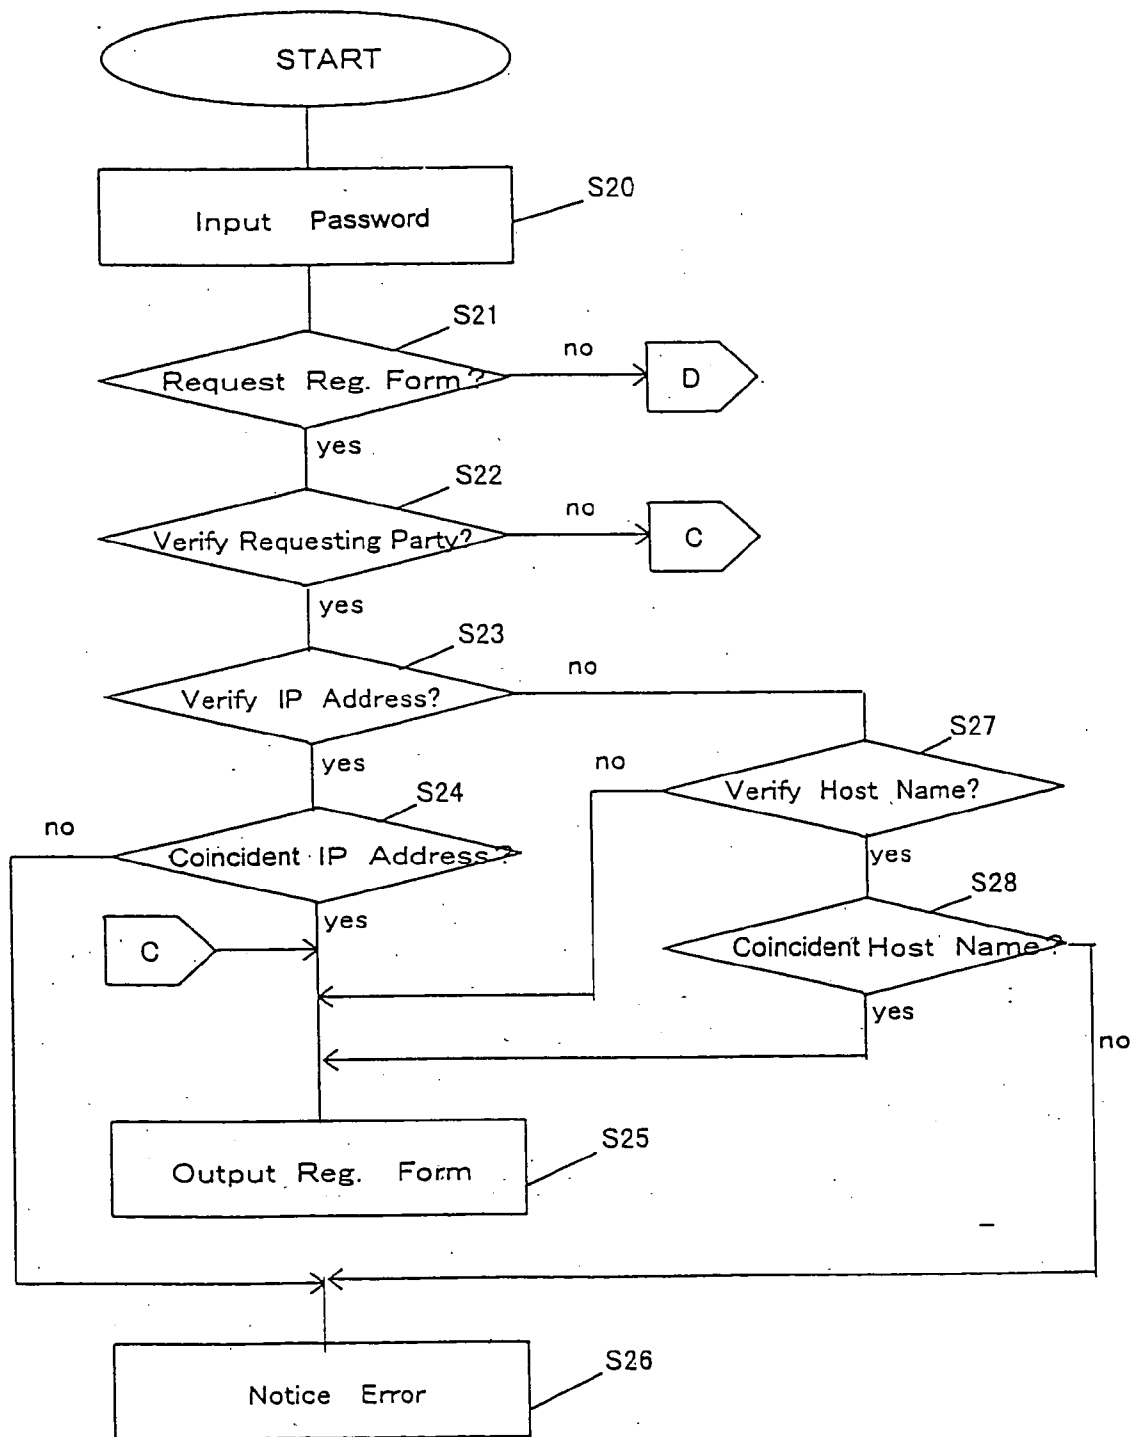 START
Input Password
S20
S21
Request Reg. Form?
no
D
yes
S22
Verify Requesting Party?
no
C
yes
S23
Verify IP Address?
no
yes
S27
Verify Host Name?
no
yes
S24
Coincident IP Address?
no
yes
C
S28
Coincident Host Name?
yes
no
Output Reg. Form
S25
Notice Error
S26